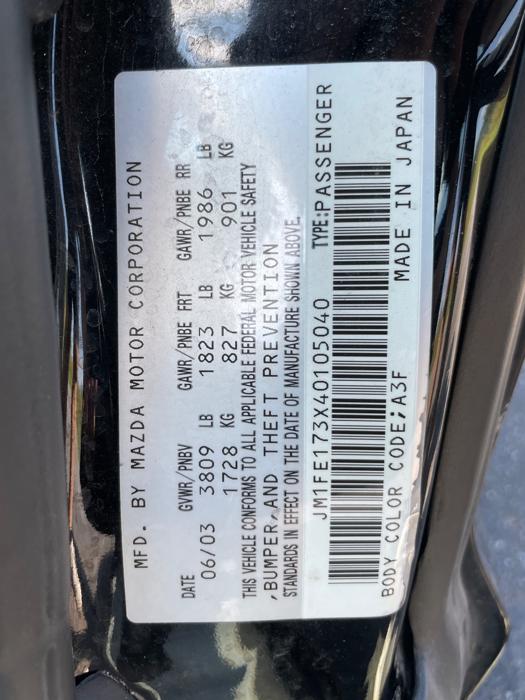 MFD. BY MAZDA MOTOR CORPORATION
DATE GVWR/PNBV GAWR/PNBE FRT GAWR/PNBE RR
06/03 3809 LB 1823 LB 1986 LB
1728 KG 827 KG 901 KG
THIS VEHICLE CONFORMS TO ALL APPLICABLE FEDERAL MOTOR VEHICLE SAFETY
,BUMPER,AND THEFT PREVENTION
STANDARDS IN EFFECT ON THE DATE OF MANUFACTURE SHOWN ABOVE.
JM1FE173X40105040 TYPE:PASSENGER
BODY COLOR CODE;A3F MADE IN JAPAN